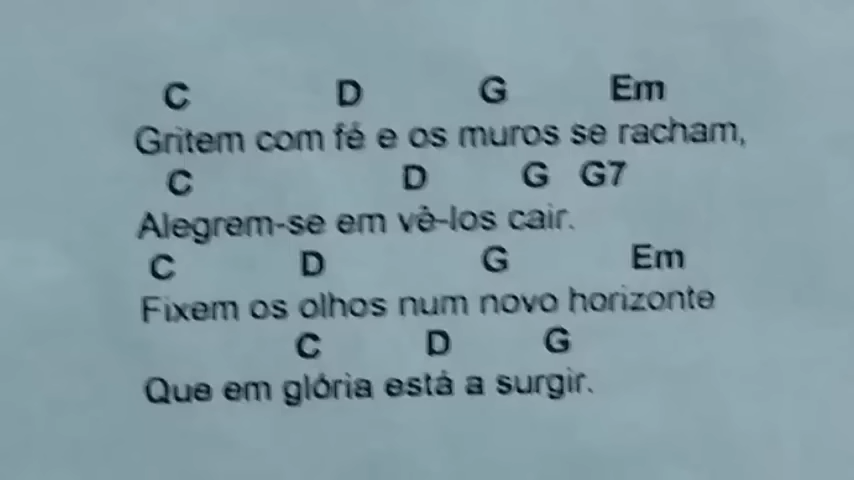 C D G Em
Gritem com fé e os muros se racham,
C D G G7
Alegrem-se em vê-los cair.
C D G Em
Fixem os olhos num novo horizonte
C D G
Que em glória está a surgir.